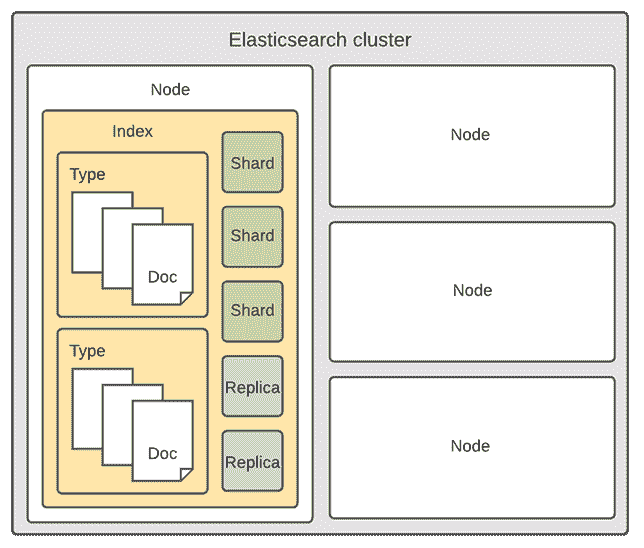 Elasticsearch cluster
Node
Index
Type
Doc
Type
Doc
Shard
Shard
Shard
Replica
Replica
Node
Node
Node